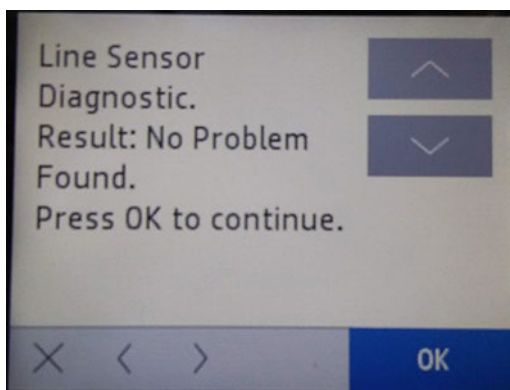 Line Sensor
Diagnostic.
Result: No Problem
Found.
Press OK to continue.
OK